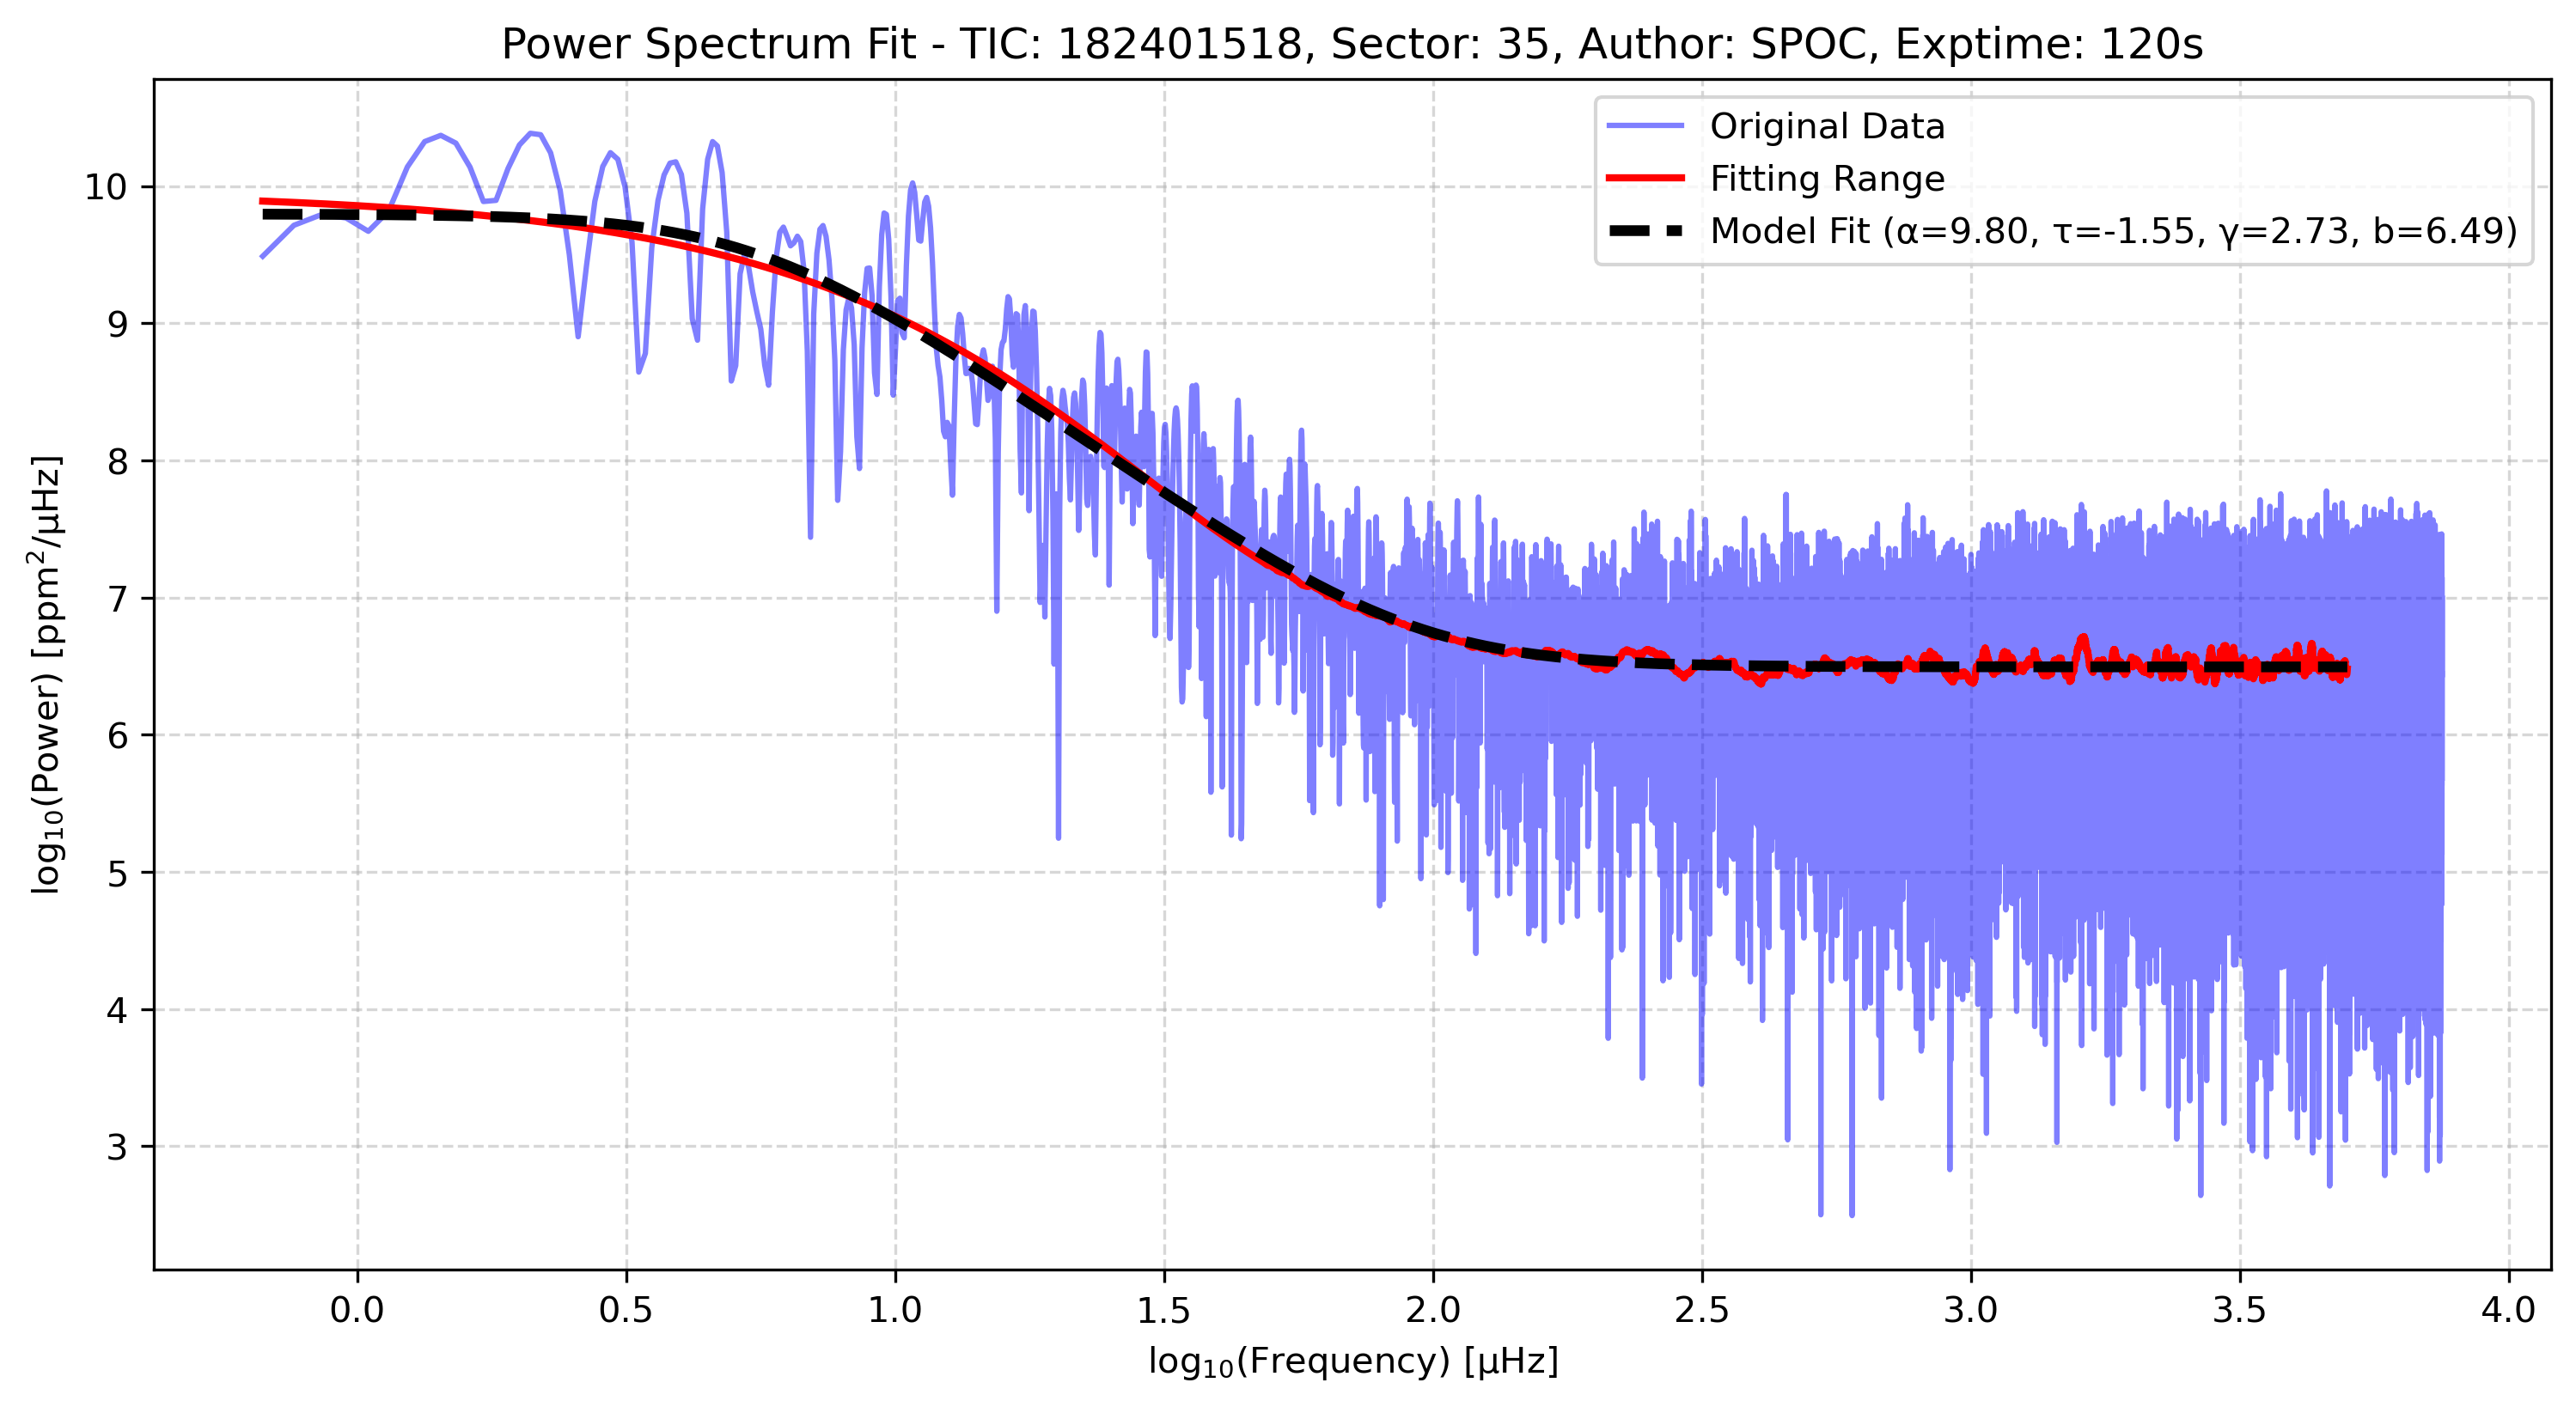 Power Spectrum Fit - TIC: 182401518, Sector: 35, Author: SPOC, Exptime: 120s
Original Data
Fitting Range
Model Fit (α=9.80, τ=-1.55, γ=2.73, b=6.49)
log₁₀(Power) [ppm²/μHz]
10
9
8
7
6
5
4
3
0.0 0.5 1.0 1.5 2.0 2.5 3.0 3.5 4.0
log₁₀(Frequency) [μHz]